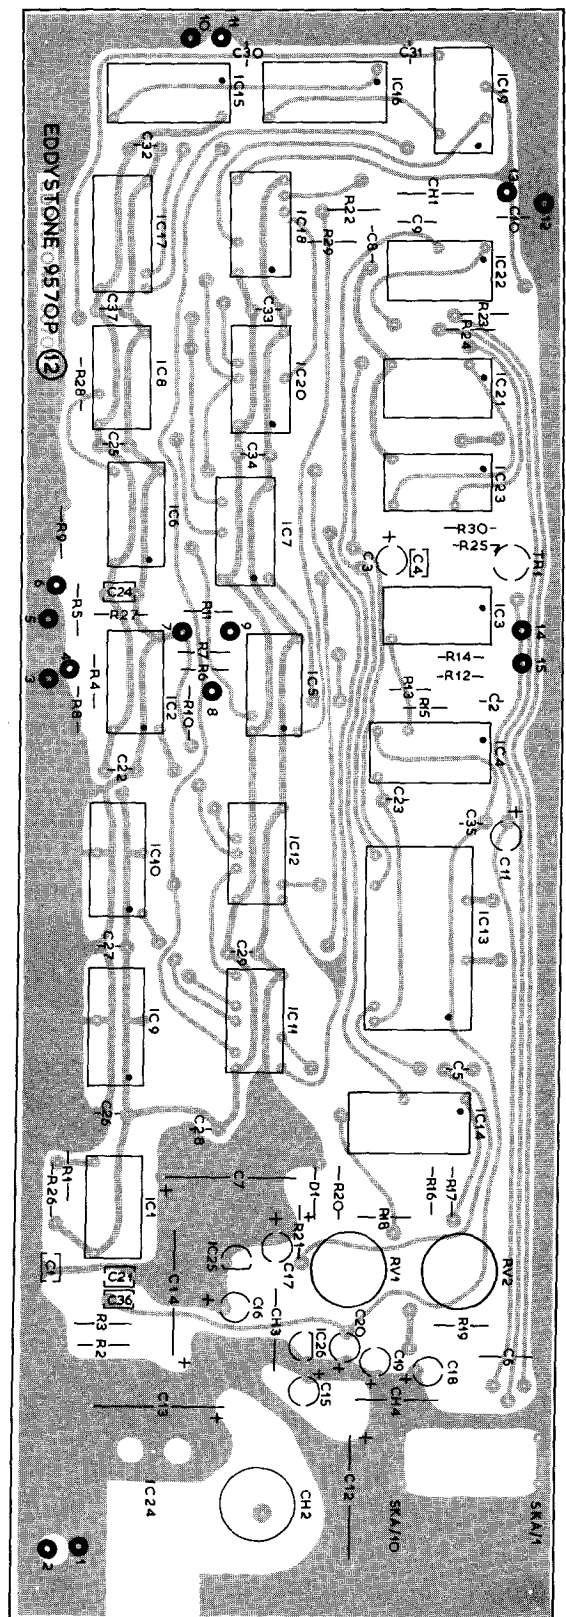 10
11
C30
C31
IC15
IC16
IC19
C32
EDDYSTONE 9570P 12
IC17
IC18
R22
R29
C8
CH1
C9
13
C40
12
IC22
C37
C33
R23
R24
IC8
R28
IC20
IC21
C25
C34
IC23
IC6
IC7
R9
R30
R25
C3
C4
TR1
6
C24
R5
R27
R11
IC3
5
7
9
14
R7
R6
R14
R12
15
4
3
R4
R8
IC2
R10
8
IC5
R13
R15
C2
IC4
C22
C23
C35
C11
IC10
IC12
IC13
C27
C29
IC9
IC11
C5
C26
C28
IC14
R1
R26
IC1
C7
D1
R20
R16
R17
R21
R18
C1
C21
C36
C14
IC25
C17
RV1
RV2
C16
CH3
R3
R2
IC26
C20
R19
C19
C18
C6
C15
CH4
C13
IC24
CH2
C12
SKA/10
SKA/1
2
1